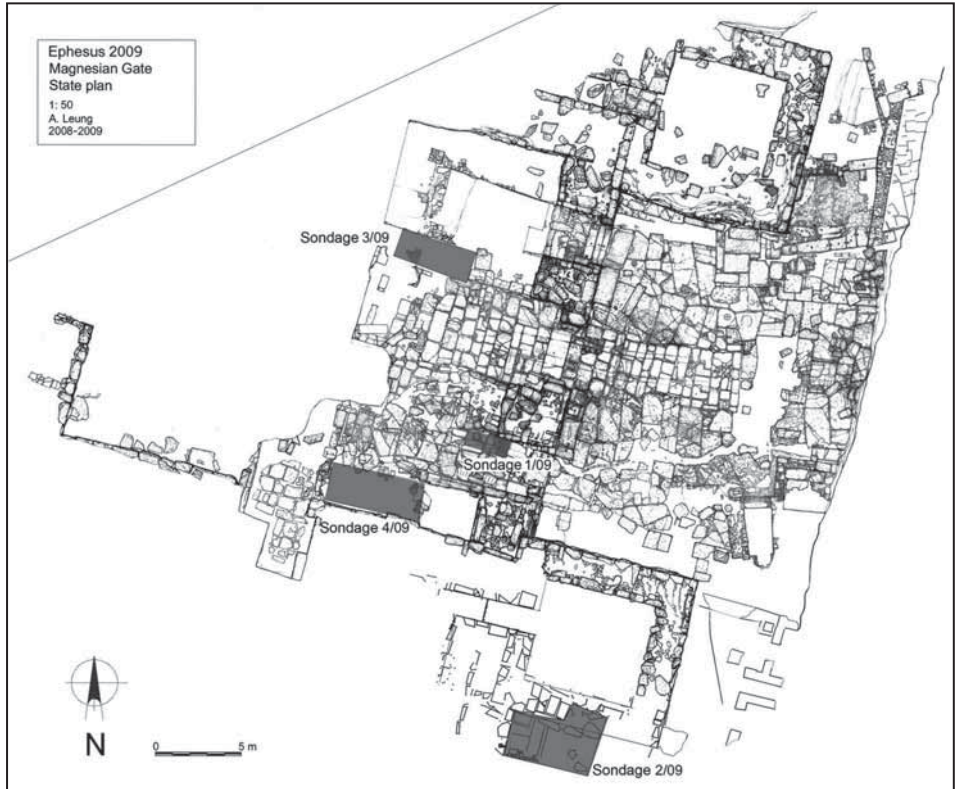 Ephesus 2009
Magnesian Gate
State plan
1: 50
A. Leung
2008-2009
Sondage 3/09
Sondage 1/09
Sondage 4/09
N
0 5 m
Sondage 2/09